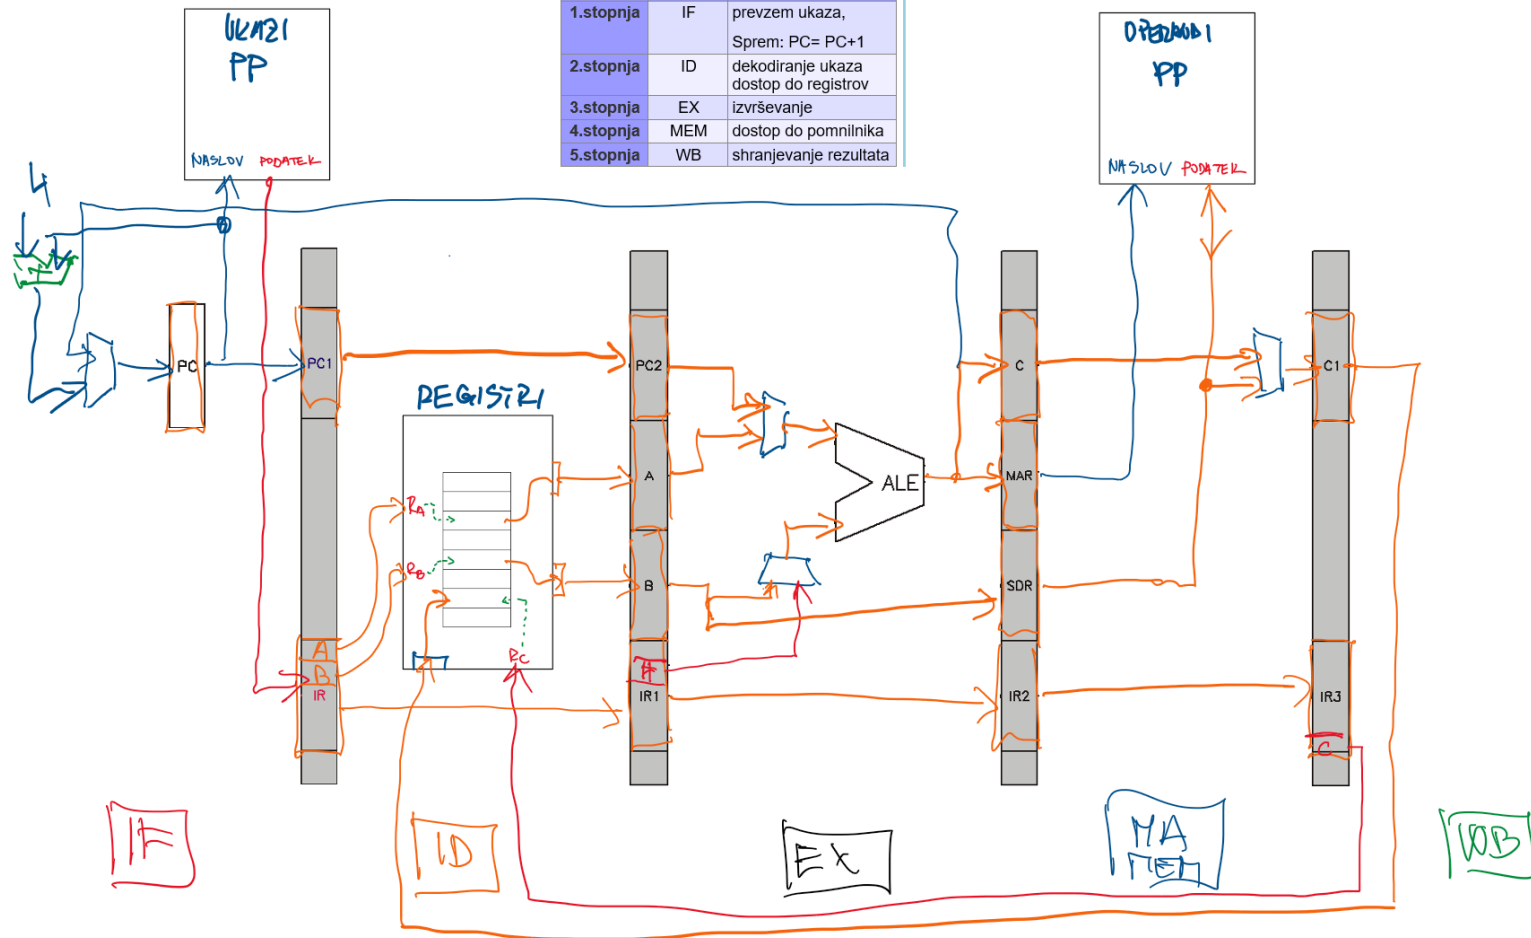 UKAZI
PP
NASLOV PODATEK
1.stopnja IF prevzem ukaza,
Sprem: PC= PC+1
2.stopnja ID dekodiranje ukaza
dostop do registrov
3.stopnja EX izvrševanje
4.stopnja MEM dostop do pomnilnika
5.stopnja WB shranjevanje rezultata
OPERANDI
PP
NASLOV PODATEK
4
+
PC
PC1
PC2
C
C1
REGISTRI
A
ALE
MAR
RA
RB
B
SDR
RC
A
B
IR
IR1
IR2
IR3
C
IF
ID
EX
MA
MEM
WB